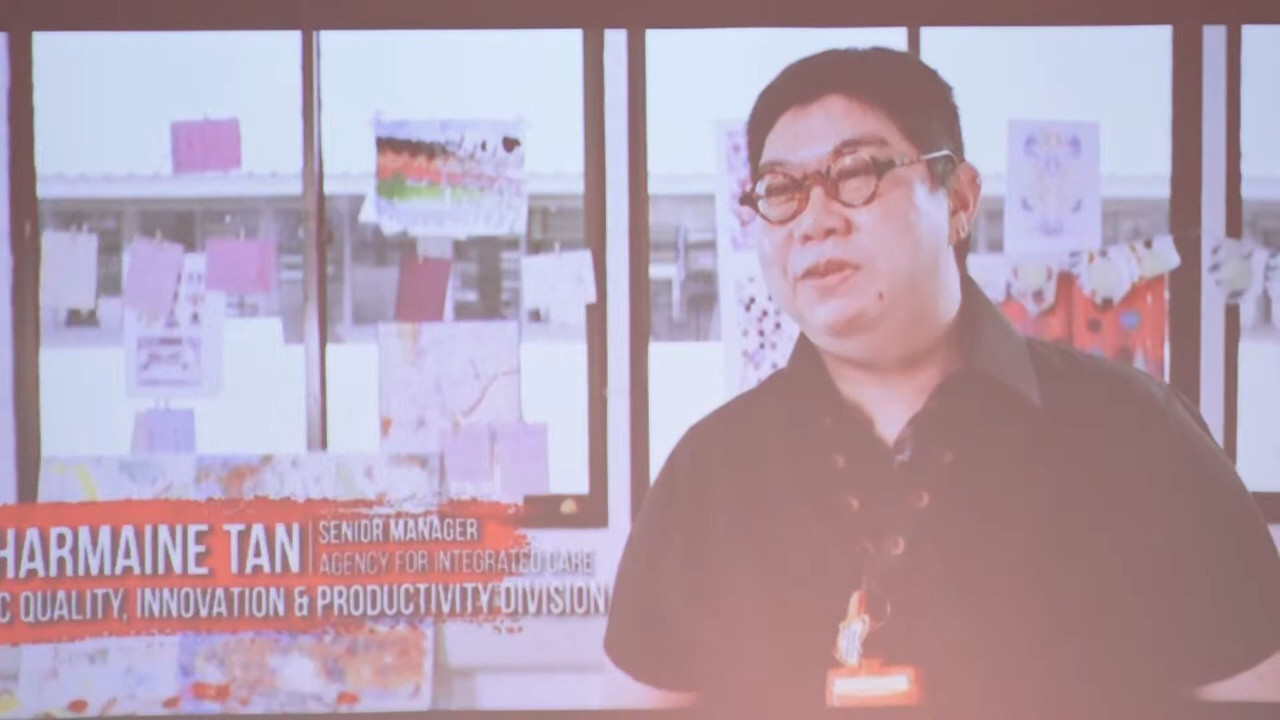 HARMAINE TAN
SENIOR MANAGER
AGENCY FOR INTEGRATED CARE
C QUALITY, INNOVATION & PRODUCTIVITY DIVISION